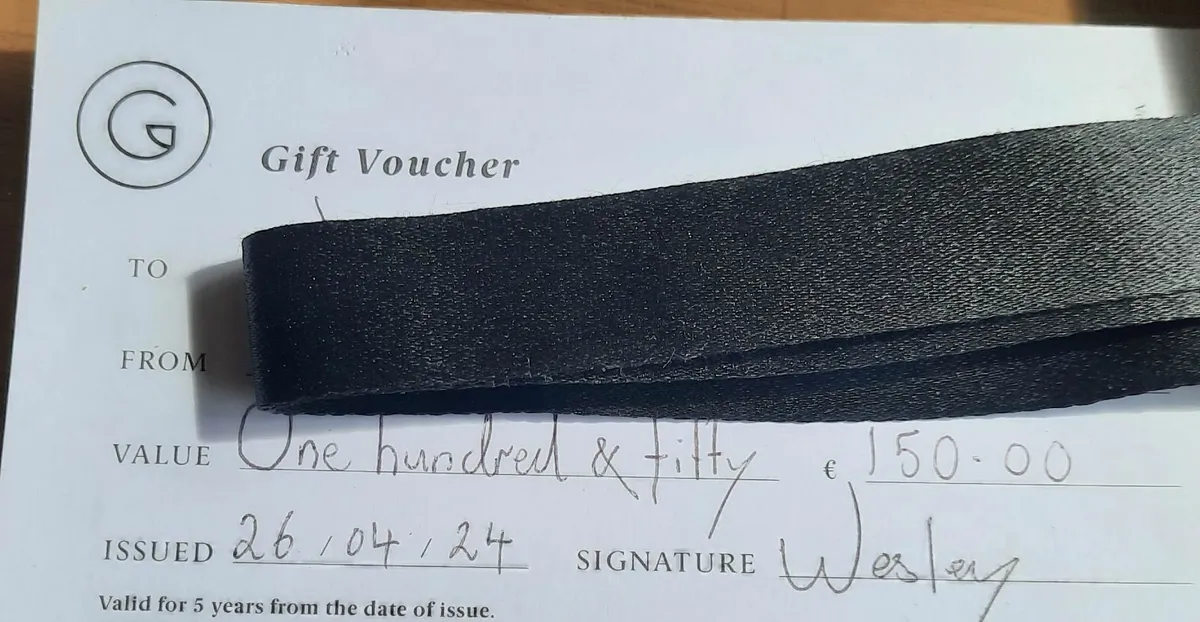 G
Gift Voucher
TO
FROM
VALUE One hundred & fifty € 150.00
ISSUED 26/04/24 SIGNATURE Wesley
Valid for 5 years from the date of issue.